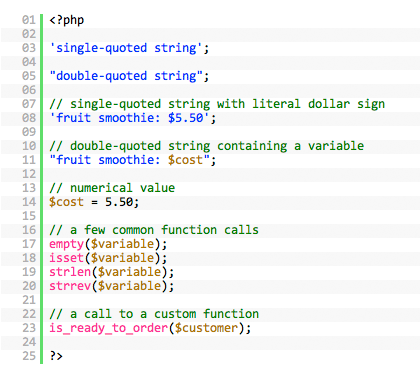 01 <?php
02
03 'single-quoted string';
04
05 "double-quoted string";
06
07 // single-quoted string with literal dollar sign
08 'fruit smoothie: $5.50';
09
10 // double-quoted string containing a variable
11 "fruit smoothie: $cost";
12
13 // numerical value
14 $cost = 5.50;
15
16 // a few common function calls
17 empty($variable);
18 isset($variable);
19 strlen($variable);
20 strrev($variable);
21
22 // a call to a custom function
23 is_ready_to_order($customer);
24
25 ?>